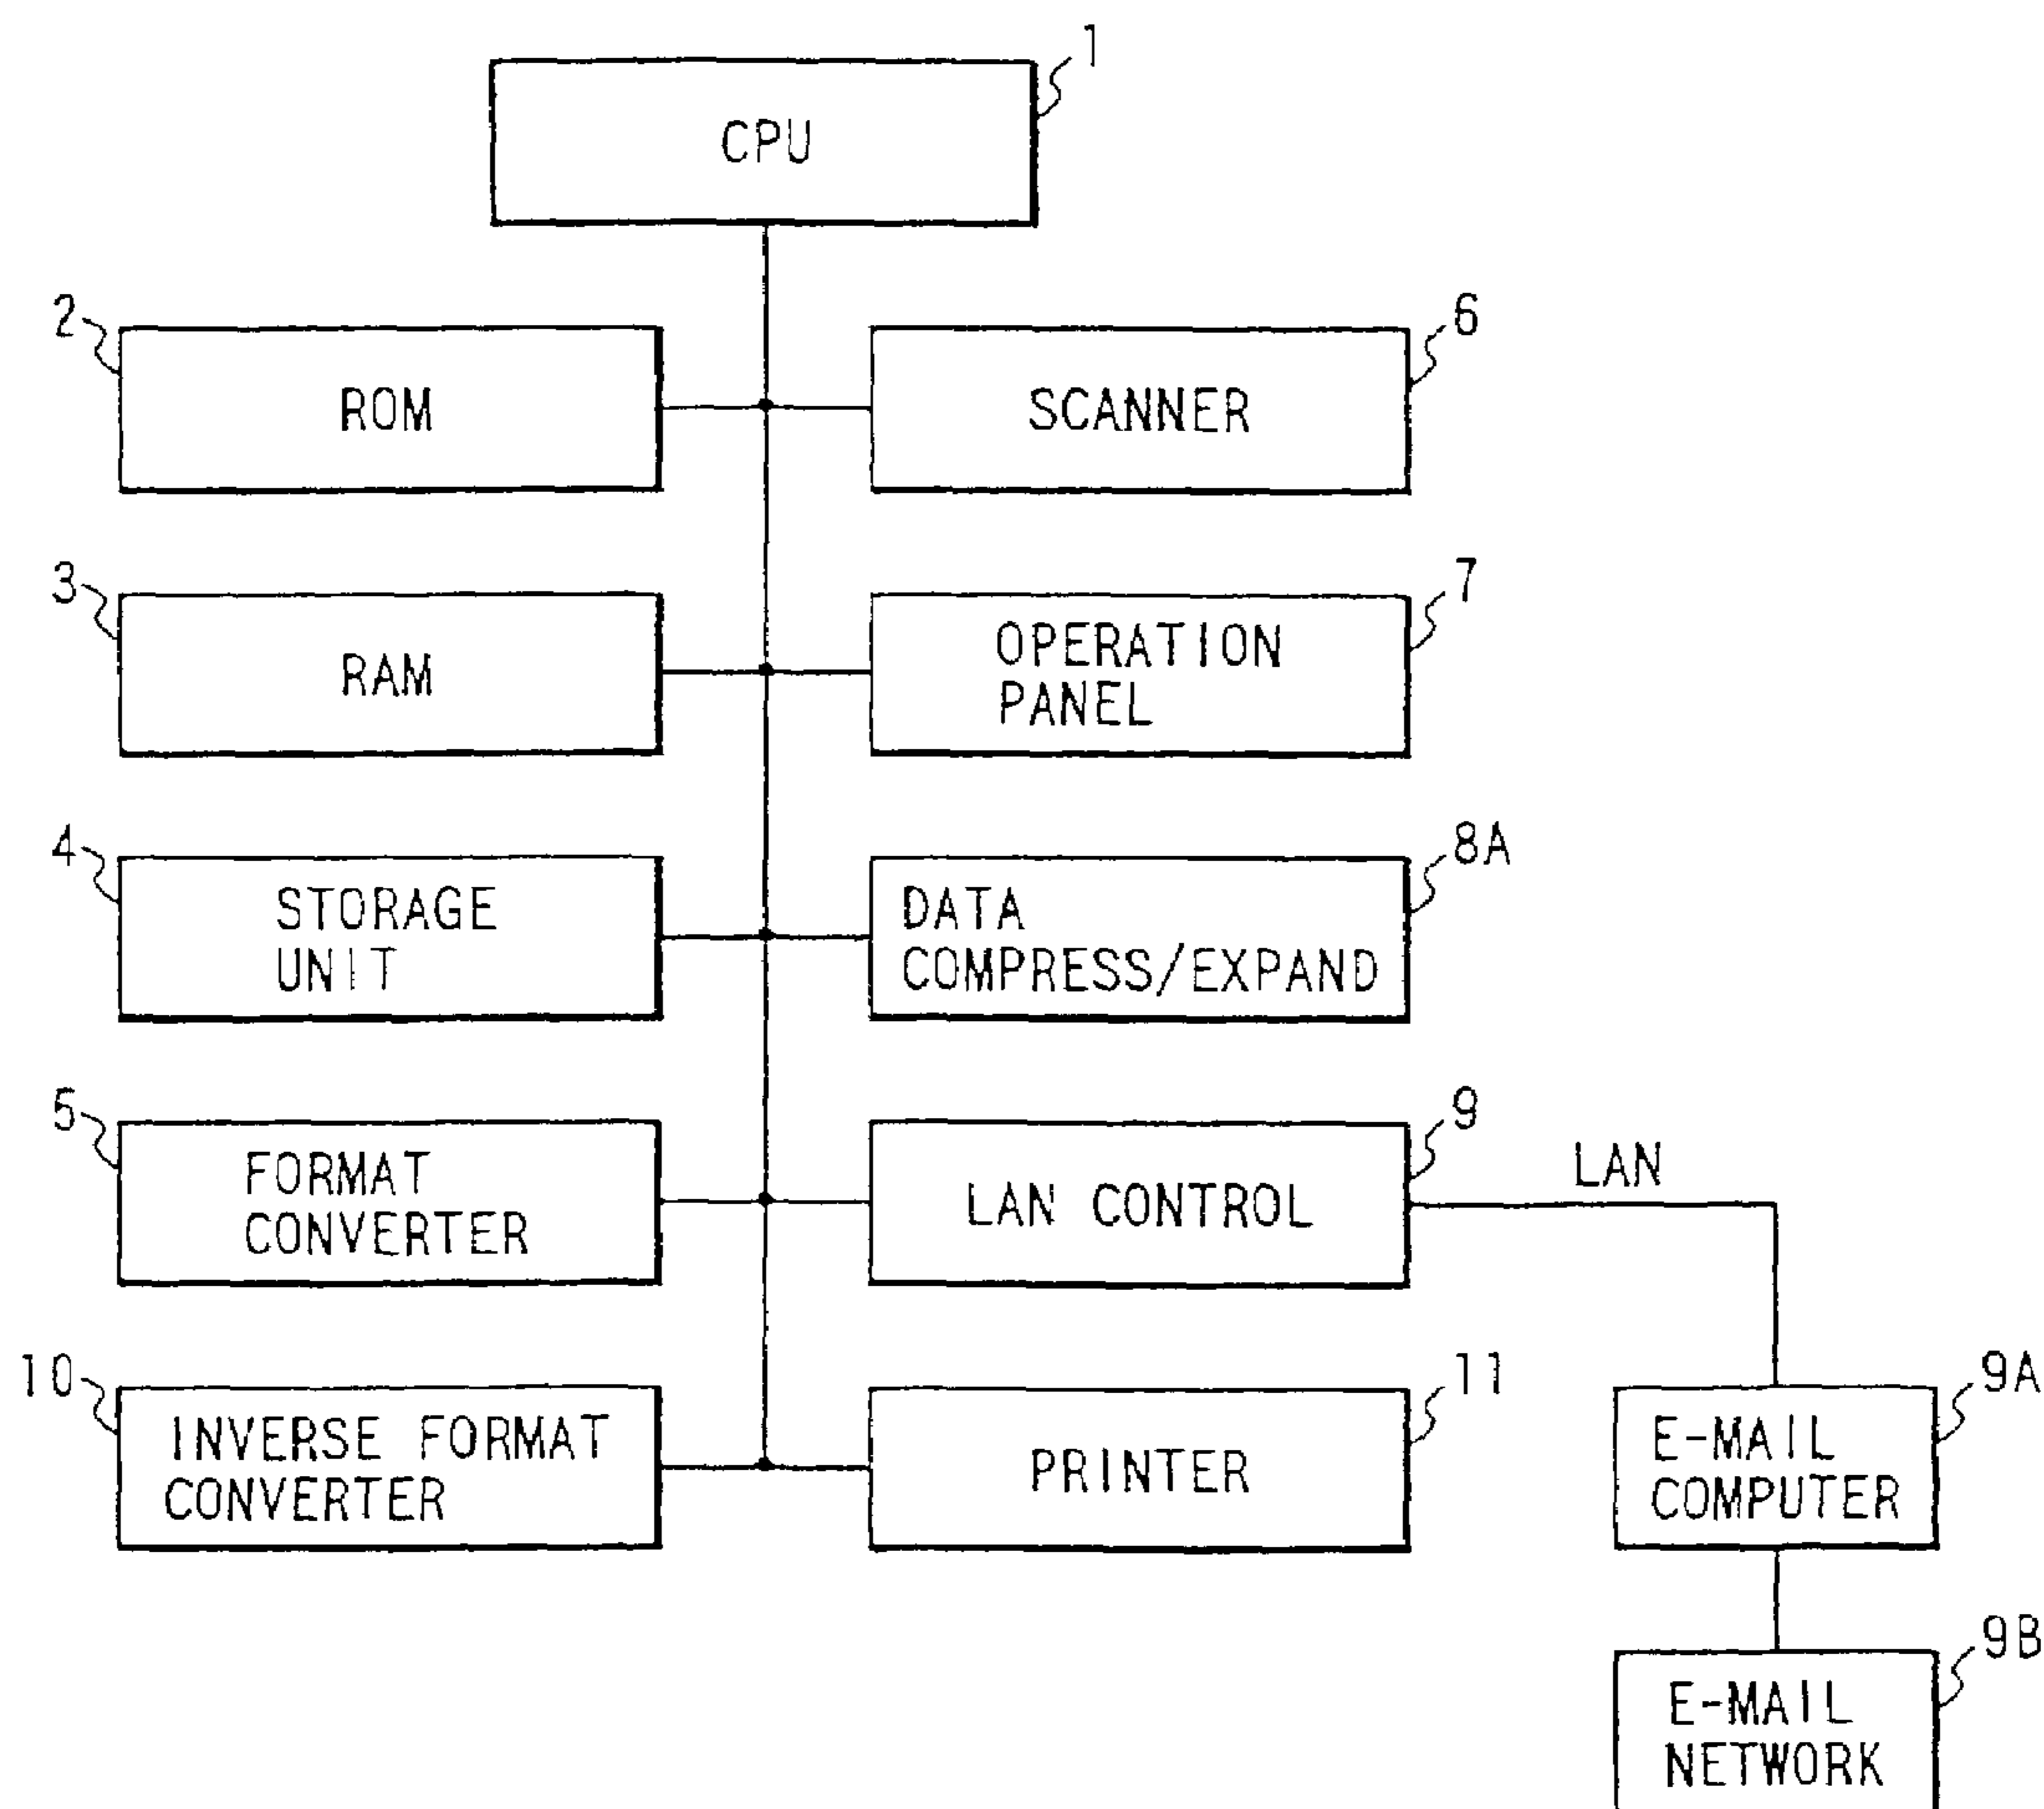 1
CPU
2
ROM
6
SCANNER
3
RAM
7
OPERATION
PANEL
4
STORAGE
UNIT
8A
DATA
COMPRESS/EXPAND
5
FORMAT
CONVERTER
9
LAN CONTROL
LAN
10
INVERSE FORMAT
CONVERTER
11
PRINTER
9A
E-MAIL
COMPUTER
9B
E-MAIL
NETWORK